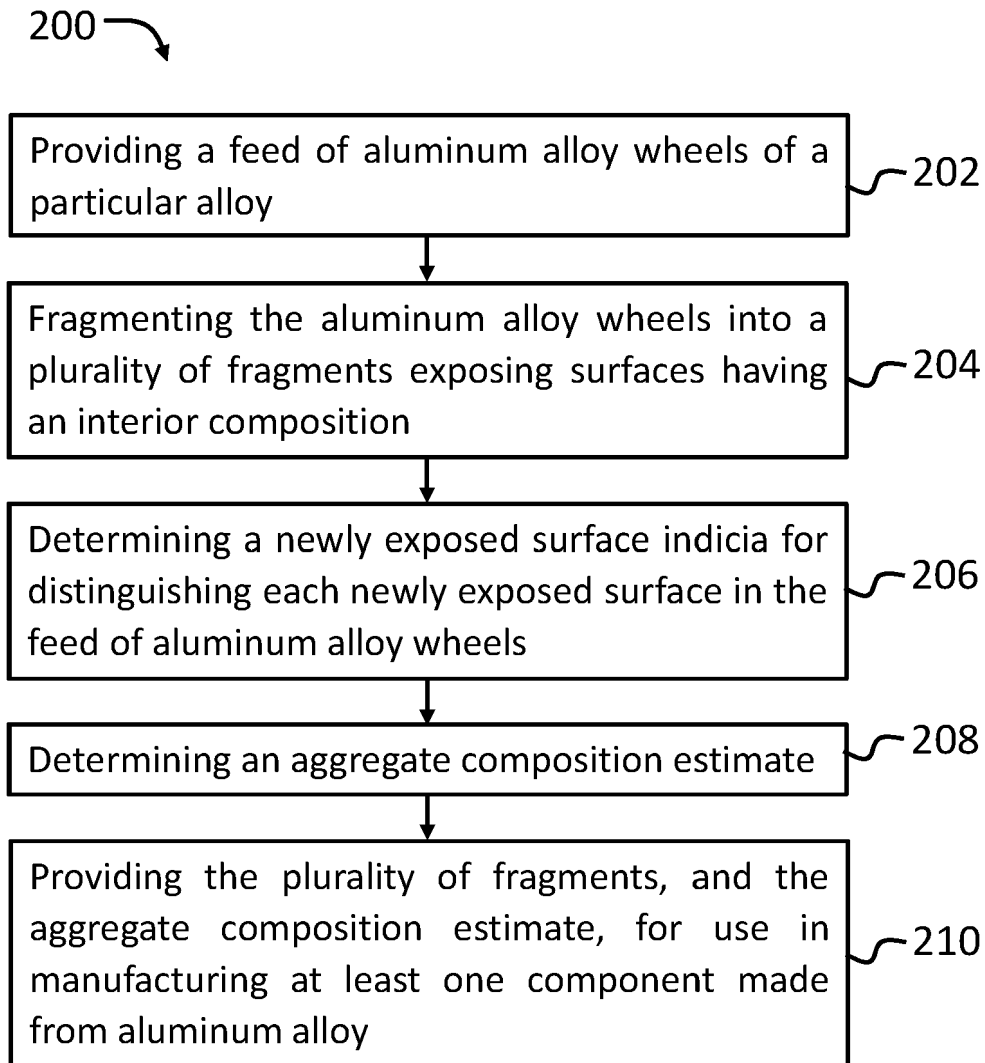 200
Providing a feed of aluminum alloy wheels of a
particular alloy
202
Fragmenting the aluminum alloy wheels into a
plurality of fragments exposing surfaces having
an interior composition
204
Determining a newly exposed surface indicia for
distinguishing each newly exposed surface in the
feed of aluminum alloy wheels
206
Determining an aggregate composition estimate
208
Providing the plurality of fragments, and the
aggregate composition estimate, for use in
manufacturing at least one component made
from aluminum alloy
210